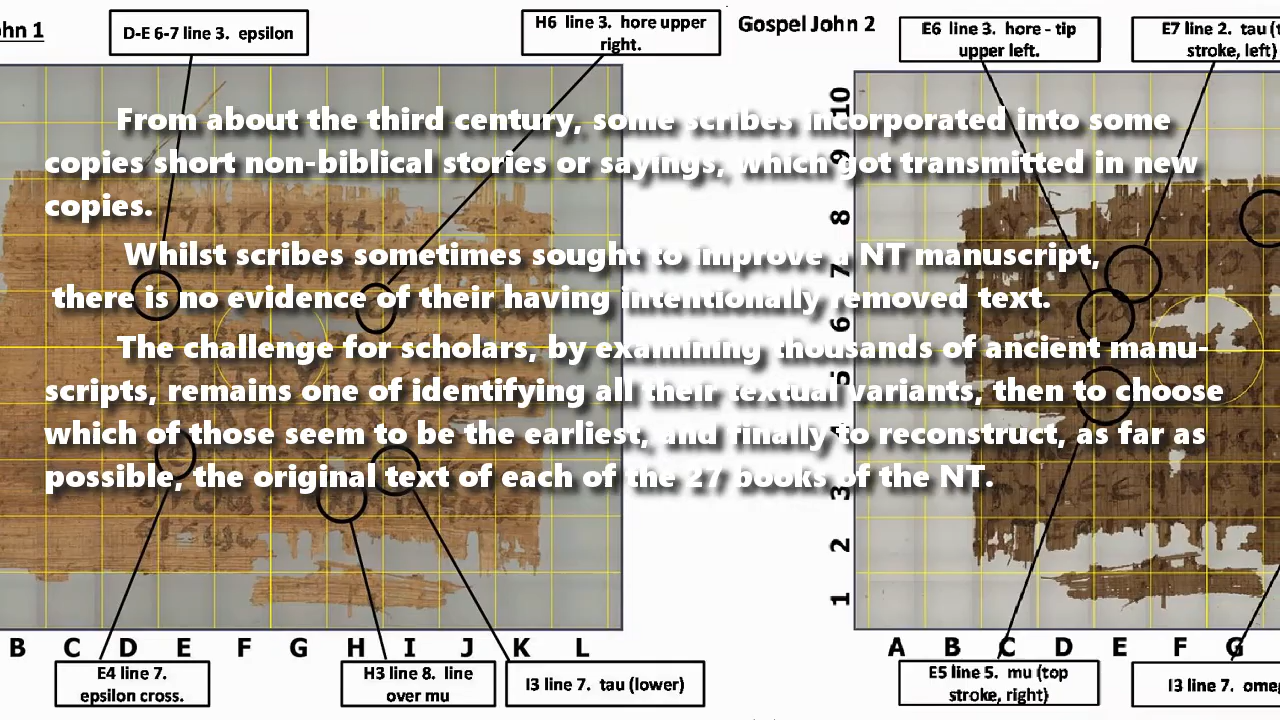 ohn 1
D-E 6-7 line 3. epsilon
H6 line 3. hore upper
right.
Gospel John 2
E6 line 3. hore - tip
upper left.
E7 line 2. tau (t
stroke, left)
From about the third century, some scribes incorporated into some
copies short non-biblical stories or sayings, which got transmitted in new
copies.
Whilst scribes sometimes sought to improve a NT manuscript,
there is no evidence of their having intentionally removed text.
The challenge for scholars, by examining thousands of ancient manu-
scripts, remains one of identifying all their textual variants, then to choose
which of those seem to be the earliest, and finally to reconstruct, as far as
possible, the original text of each of the 27 books of the NT.
10
9
8
7
6
5
4
3
2
1
B C D E F G H I J K L
A B C D E F G
E4 line 7.
epsilon cross.
H3 line 8. line
over mu
I3 line 7. tau (lower)
E5 line 5. mu (top
stroke, right)
I3 line 7. omeg